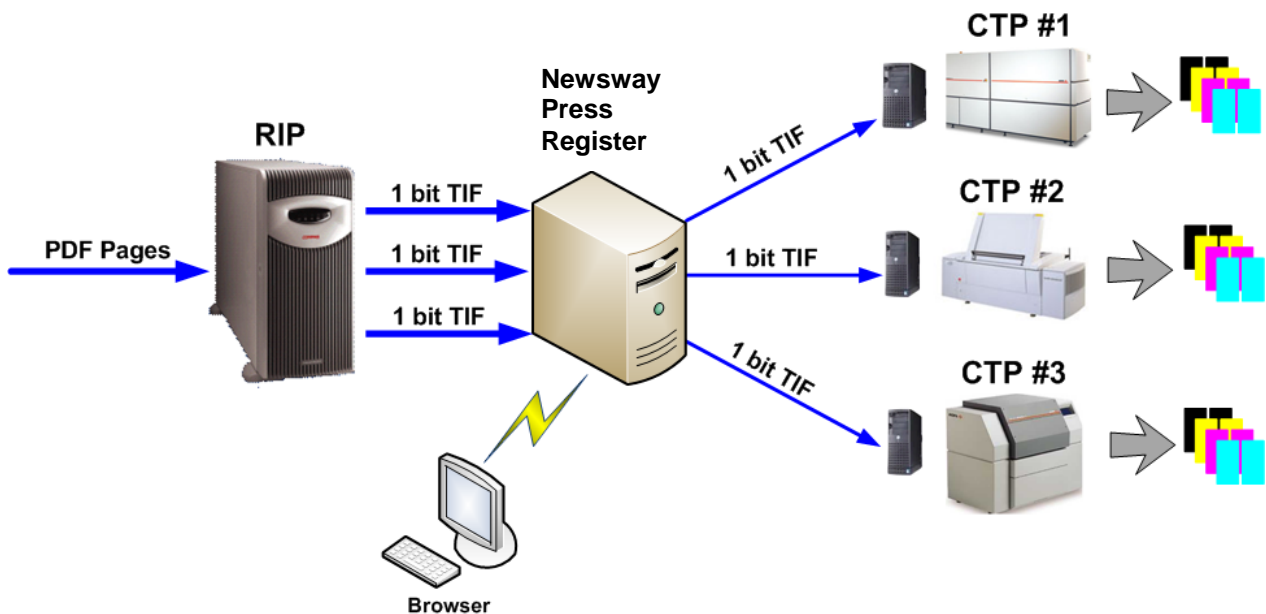 CTP #1
Newsway
Press
Register
RIP
1 bit TIF
1 bit TIF
CTP #2
PDF Pages
1 bit TIF
1 bit TIF
1 bit TIF
1 bit TIF
CTP #3
Browser